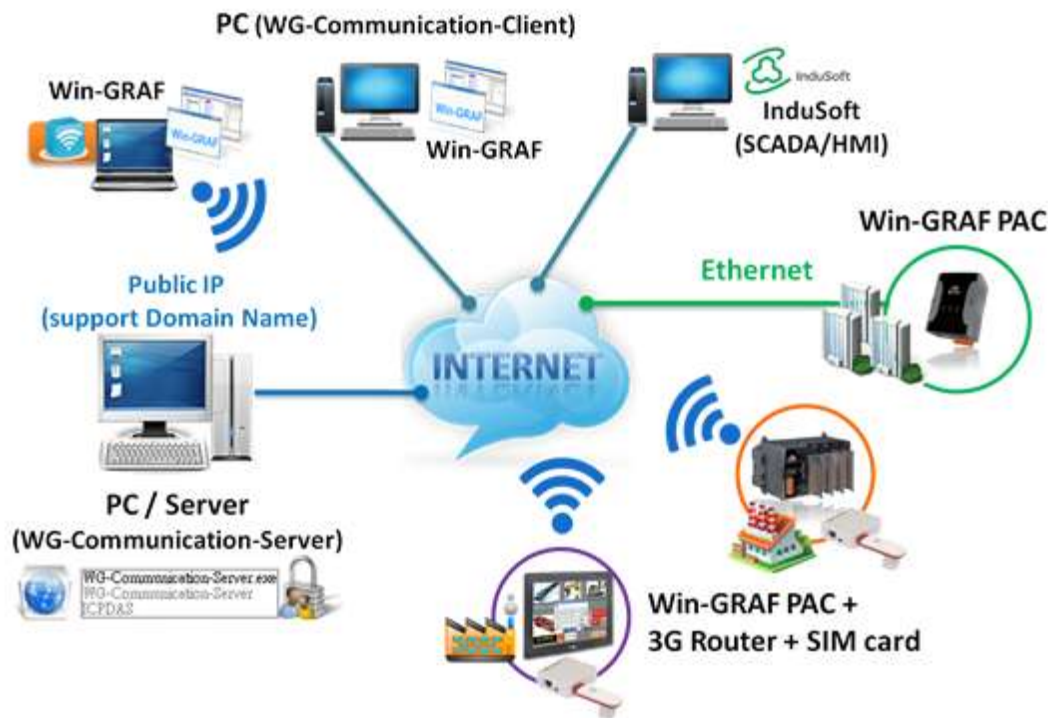 PC (WG-Communication-Client)
Win-GRAF
Win-GRAF
Win-GRAF
Win-GRAF
InduSoft
InduSoft
(SCADA/HMI)
Win-GRAF PAC
Ethernet
Public IP
(support Domain Name)
INTERNET
PC / Server
(WG-Communication-Server)
WG-Communication-Server.exe
WG-Communication-Server
ICPDAS
Win-GRAF PAC +
3G Router + SIM card